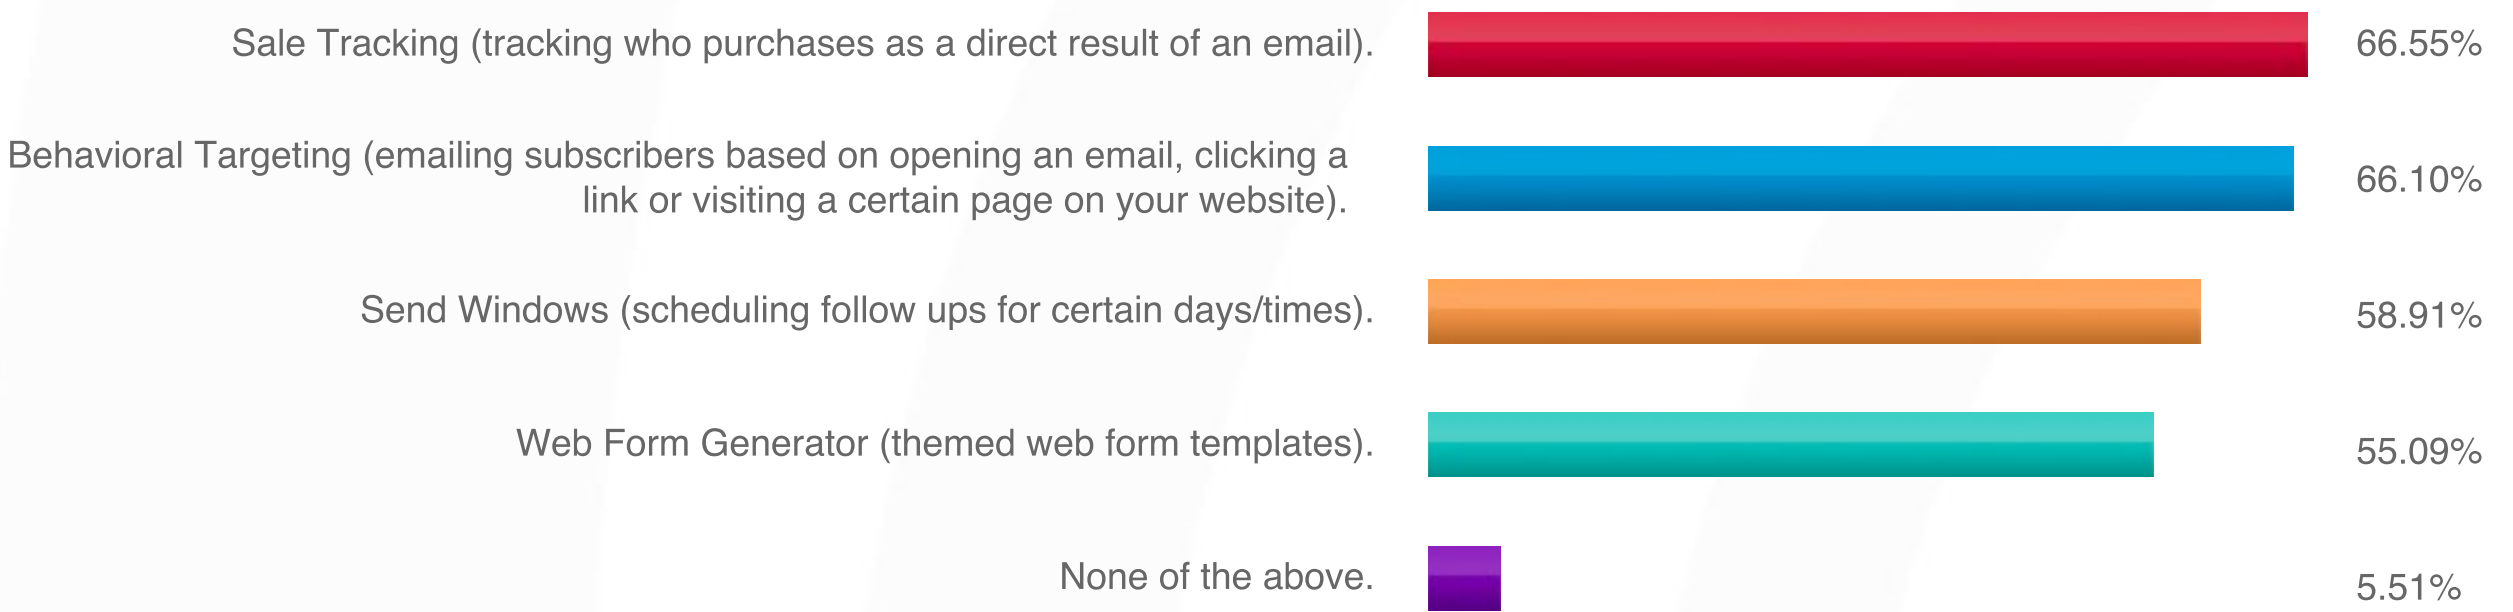 Sale Tracking (tracking who purchases as a direct result of an email). 66.55%
Behavioral Targeting (emailing subscribers based on opening an email, clicking a
link or visiting a certain page on your website). 66.10%
Send Windows (scheduling follow ups for certain days/times). 58.91%
Web Form Generator (themed web form templates). 55.09%
None of the above. 5.51%